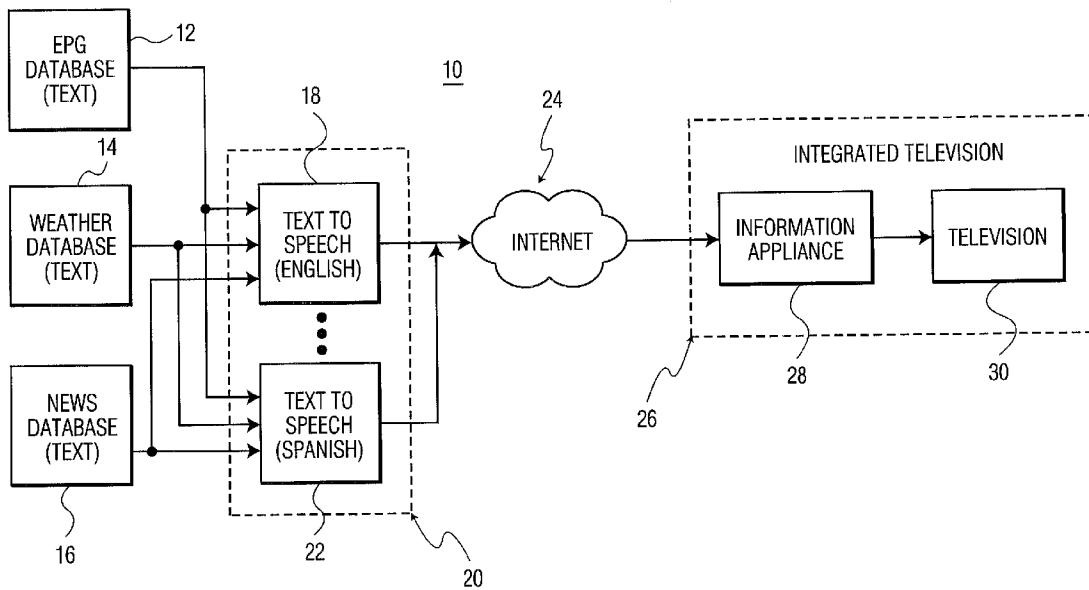 EPG
DATABASE
(TEXT)
12
10
14
WEATHER
DATABASE
(TEXT)
NEWS
DATABASE
(TEXT)
16
18
TEXT TO
SPEECH
(ENGLISH)
TEXT TO
SPEECH
(SPANISH)
22
20
24
INTERNET
INTEGRATED TELEVISION
INFORMATION
APPLIANCE
TELEVISION
26
28
30